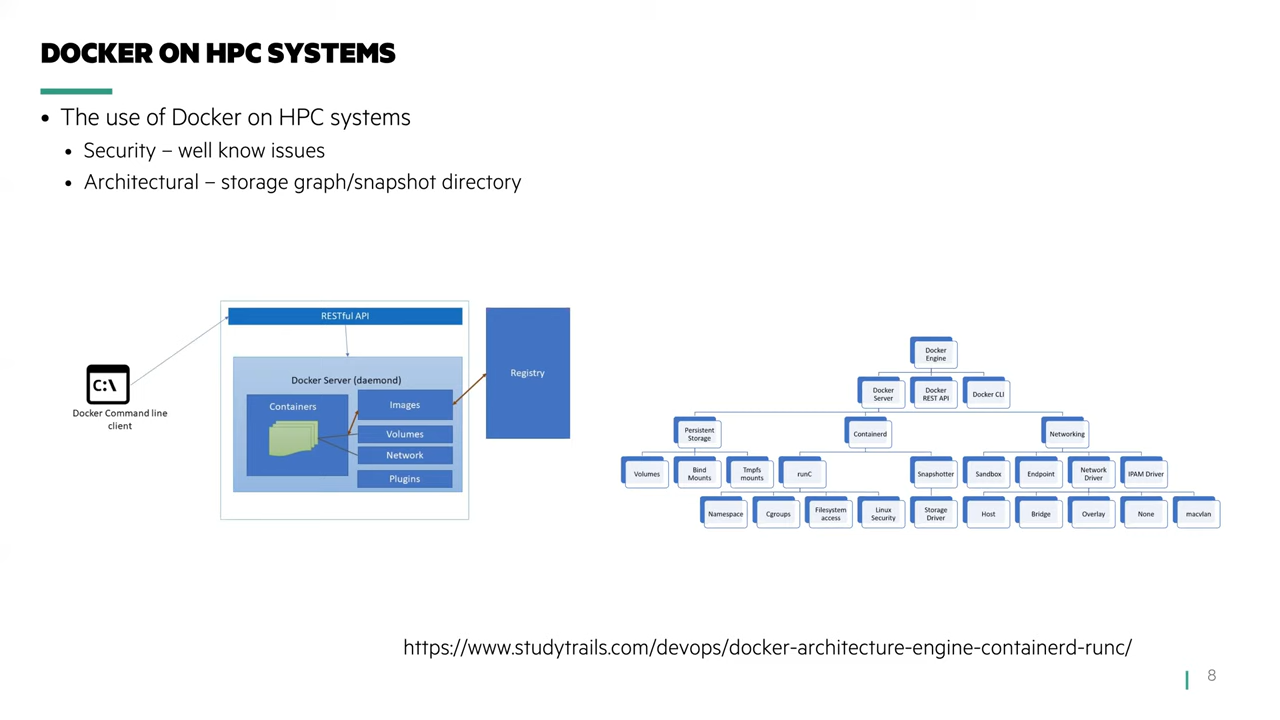 DOCKER ON HPC SYSTEMS
• The use of Docker on HPC systems
• Security – well know issues
• Architectural – storage graph/snapshot directory
RESTful API
Docker Server (daemond)
Containers
Images
Volumes
Network
Plugins
Registry
C:\
Docker Command line
client
Docker
Engine
Docker
Server
Docker
REST API
Docker CLI
Persistent
Storage
Containerd
Networking
Volumes
Bind
Mounts
Tmpfs
mounts
runC
Snapshotter
Sandbox
Endpoint
Network
Driver
IPAM Driver
Namespace
Cgroups
Filesystem
access
Linux
Security
Storage
Driver
Host
Bridge
Overlay
None
macvlan
https://www.studytrails.com/devops/docker-architecture-engine-containerd-runc/
8